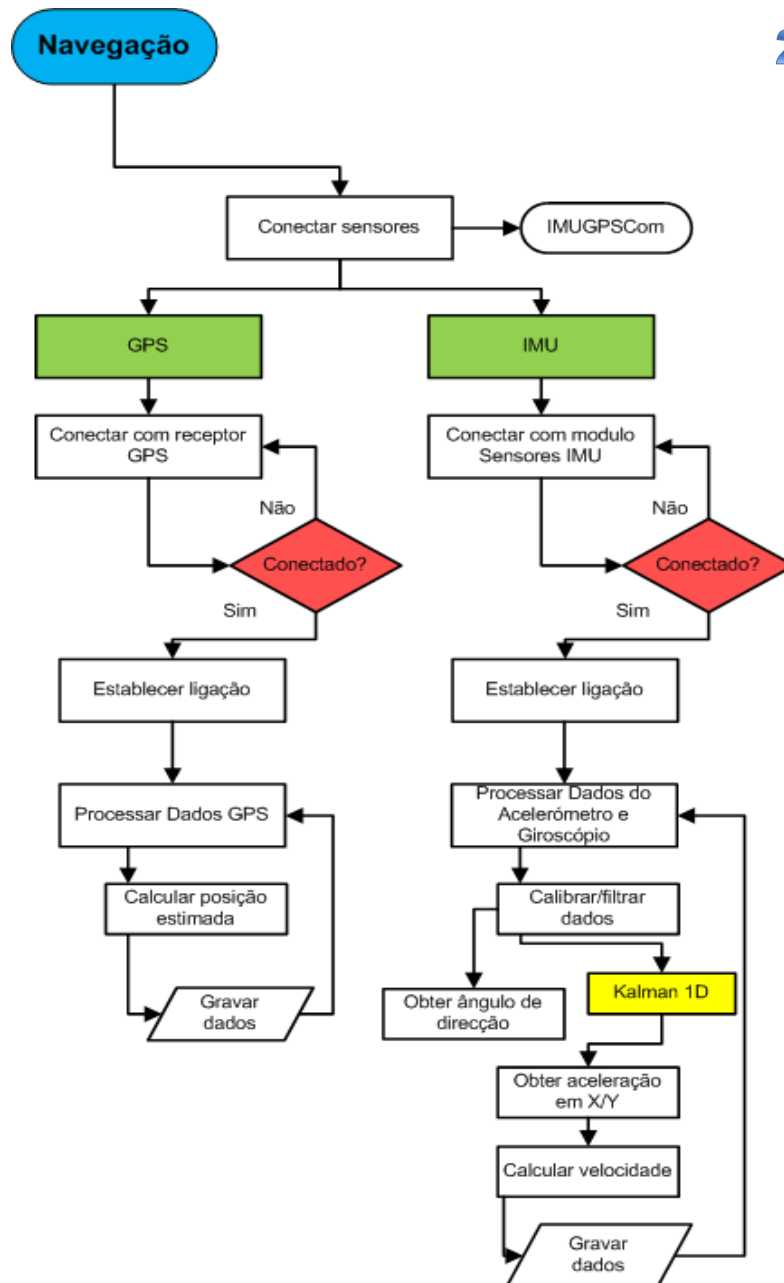 Navegação
2
Conectar sensores
IMUGPSCom
GPS
IMU
Conectar com receptor
GPS
Conectar com modulo
Sensores IMU
Não
Não
Conectado?
Conectado?
Sim
Sim
Establecer ligação
Establecer ligação
Processar Dados GPS
Processar Dados do
Acelerómetro e
Giroscópio
Calcular posição
estimada
Calibrar/filtrar
dados
Gravar
dados
Obter ângulo de
direcção
Kalman 1D
Obter aceleração
em X/Y
Calcular velocidade
Gravar
dados